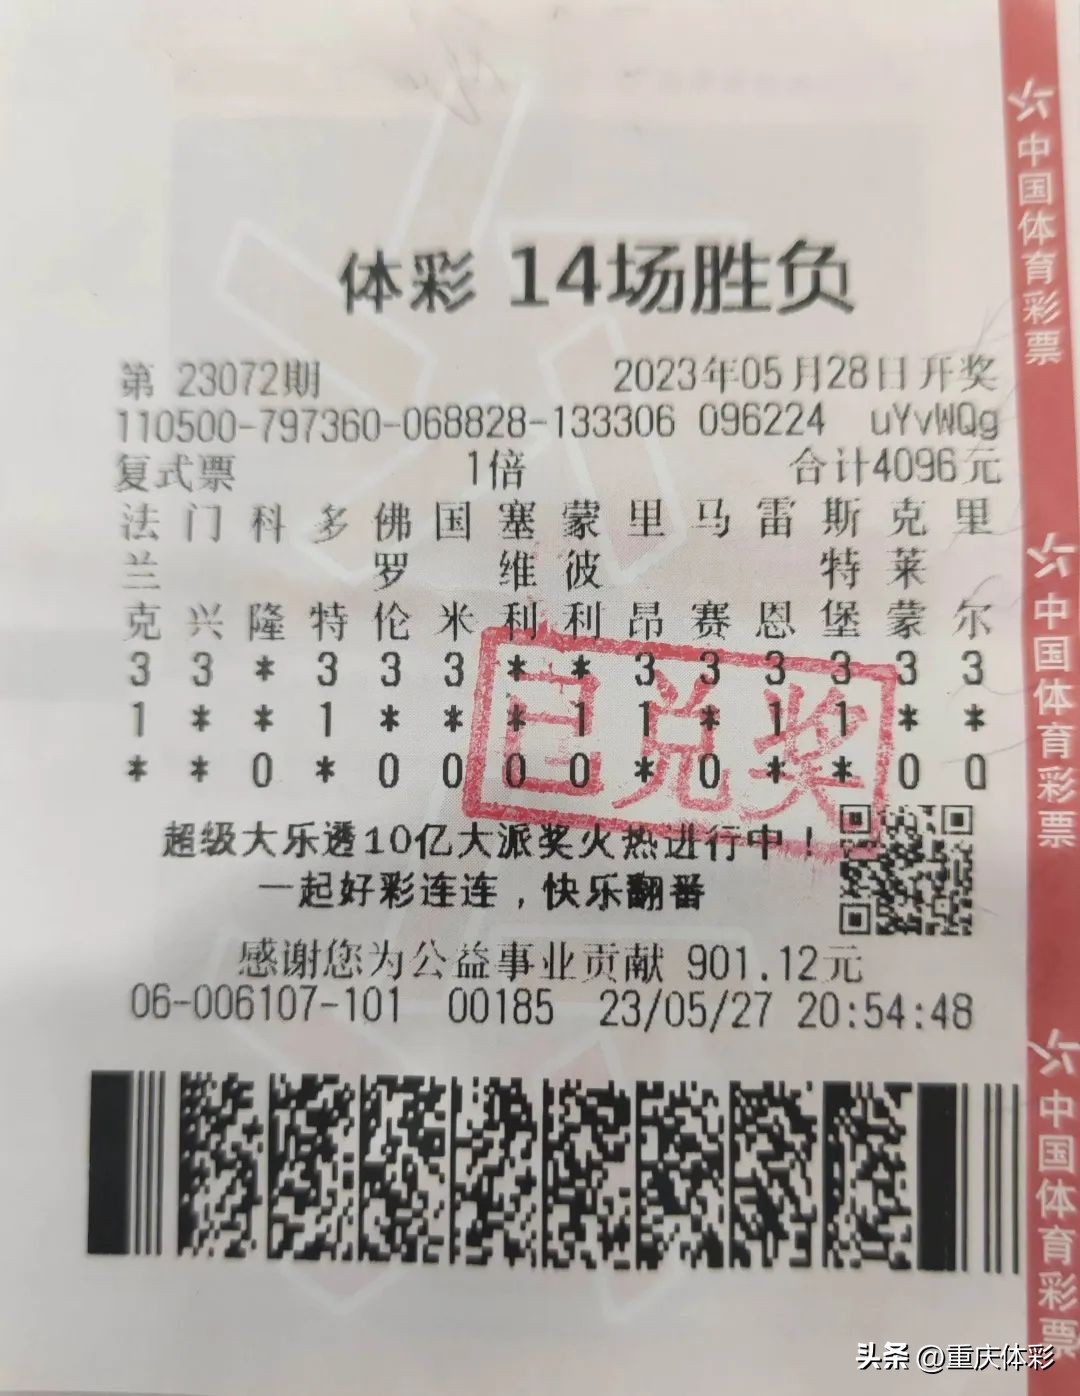 体彩 14场胜负
第 23072期 2023年05月28日开奖
110500-797360-068828-133306 096224 uYvWQg
复式票 1倍 合计4096元
法 门 科 多 佛 国 塞 蒙 里 马 雷 斯 克 里
兰 罗 维 彼 特 莱
克 兴 隆 特 伦 米 利 利 昂 赛 恩 堡 蒙 尔
3 3 * 3 3 3 * * 3 3 3 3 3 3
1 * * 1 * * * 1 1 * 1 1 * *
* * 0 * 0 0 0 0 * 0 * * 0 0
已兑奖
超级大乐透10亿大派奖火热进行中！
一起好彩连连，快乐翻番
感谢您为公益事业贡献 901.12元
06-006107-101 00185 23/05/27 20:54:48
中国体育彩票
中国体育彩票
中国体育彩票
头条 @重庆体彩